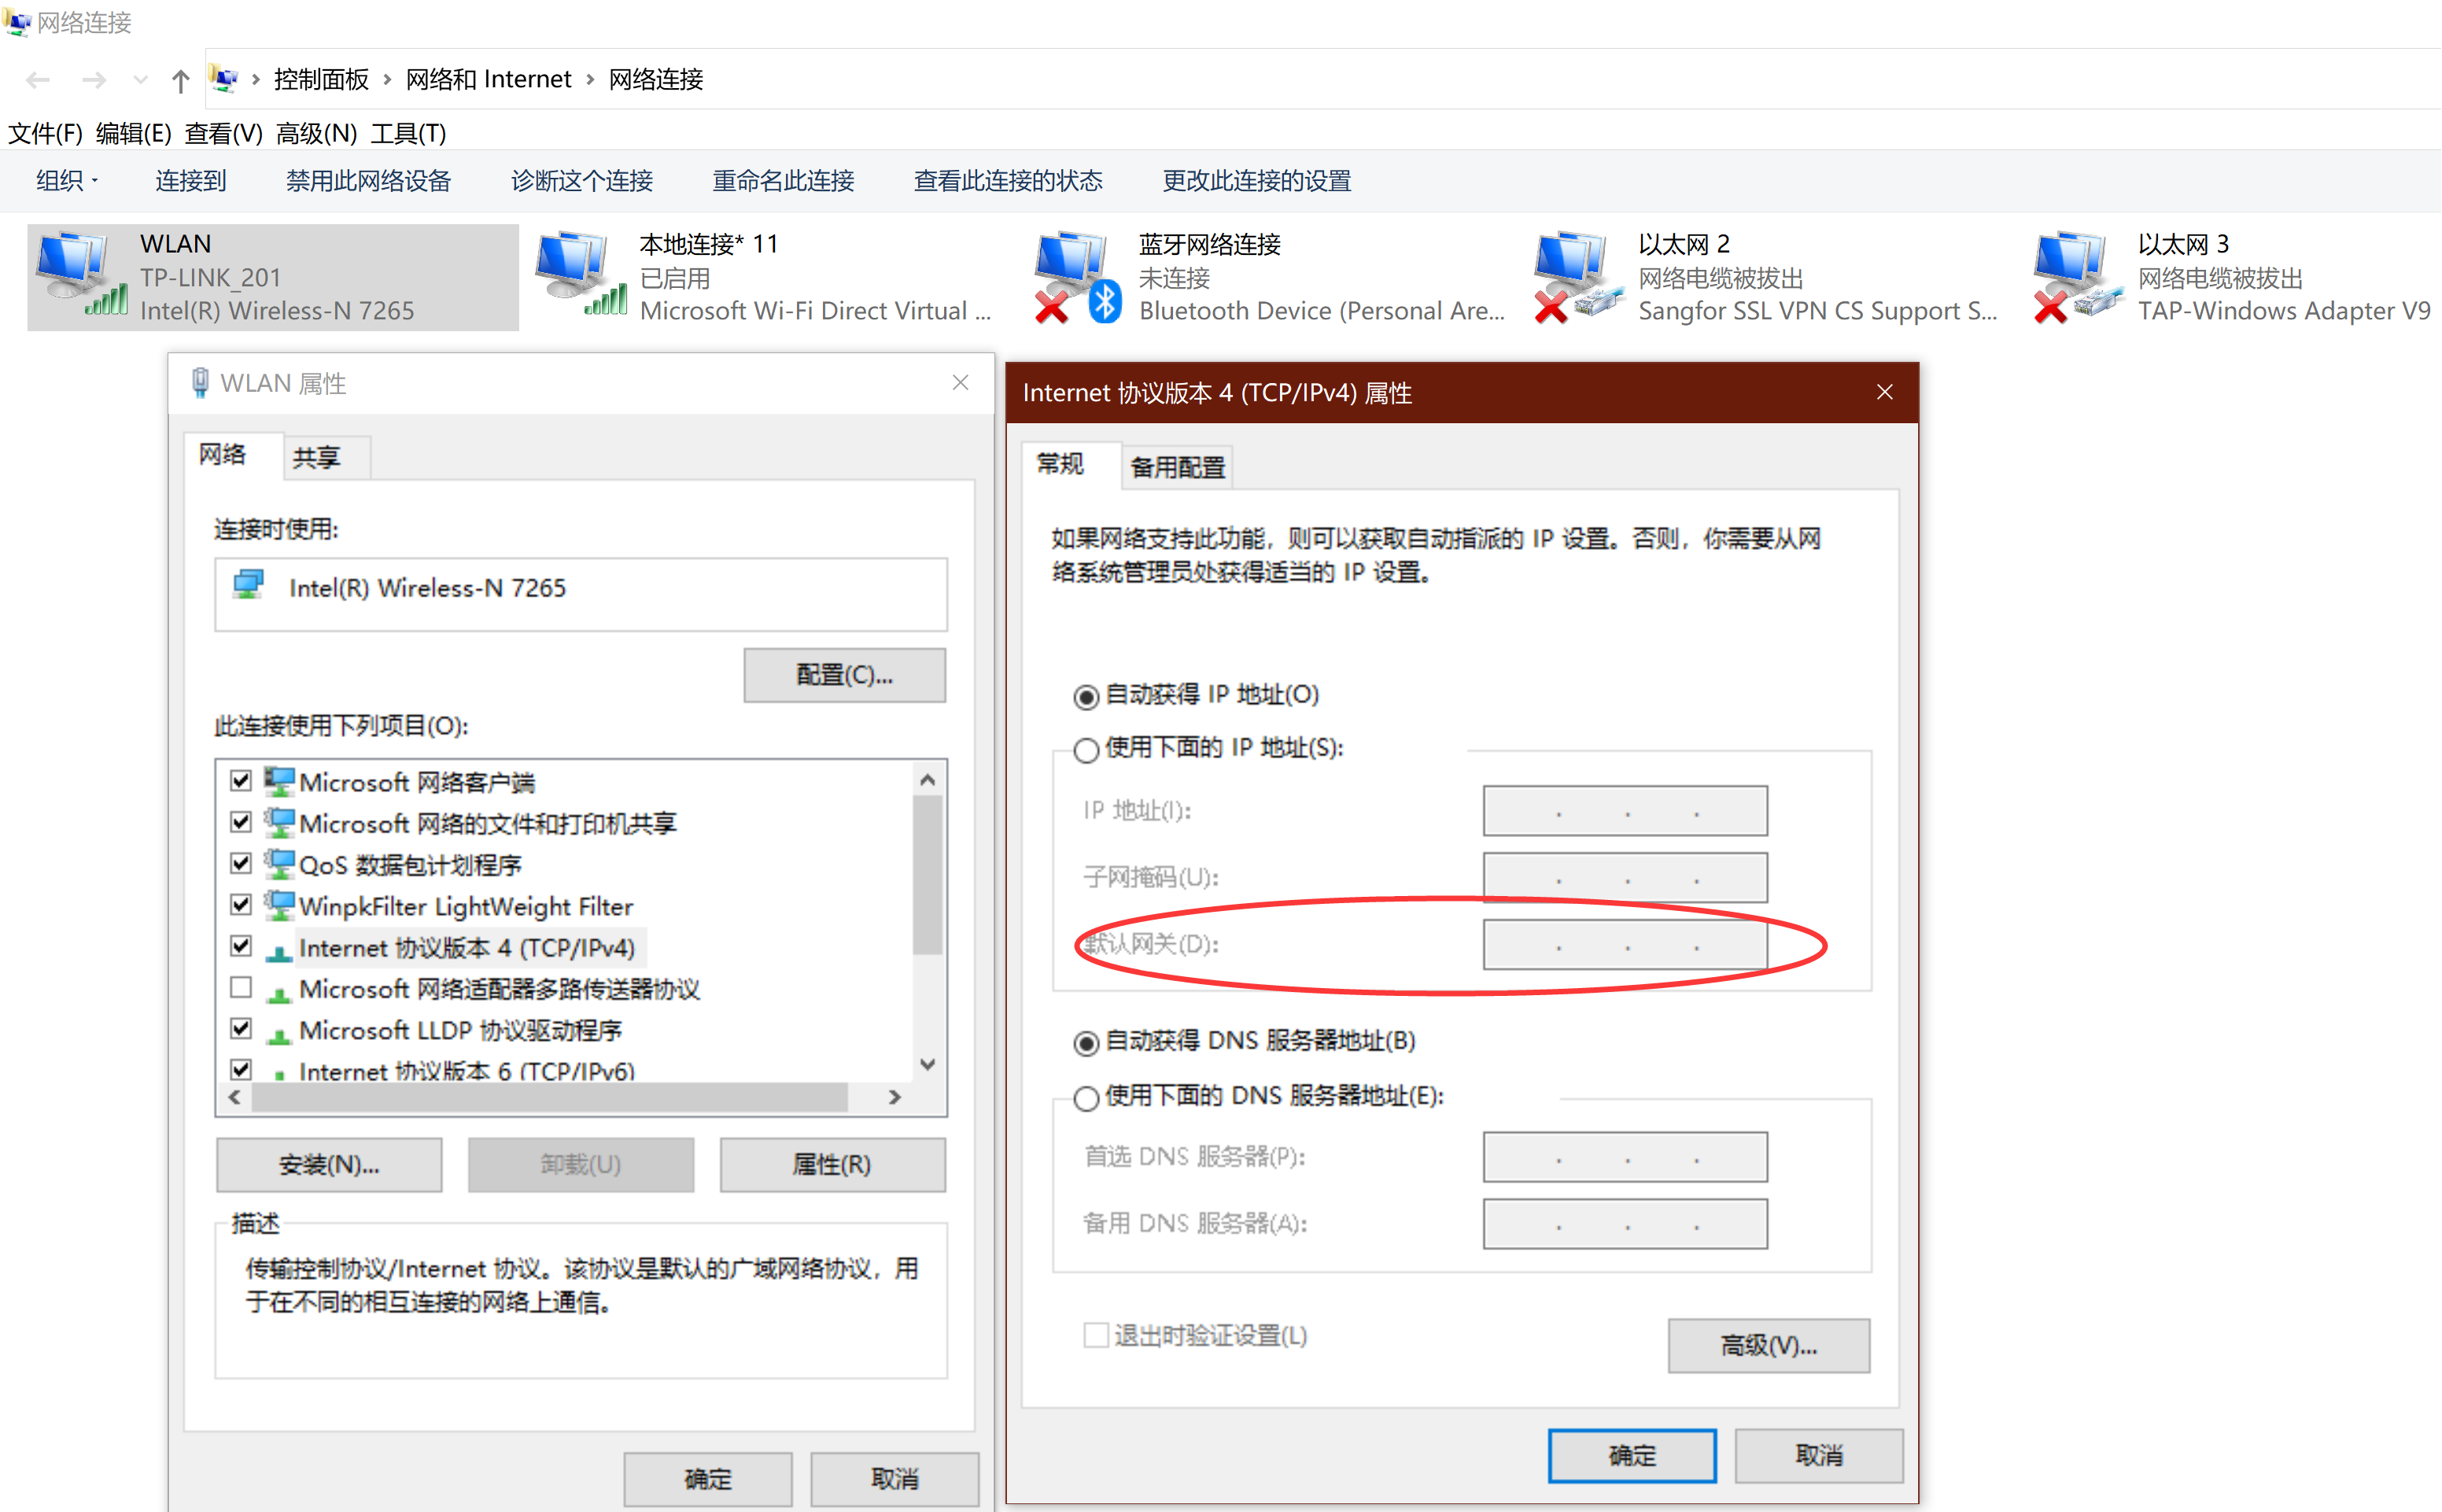 网络连接
控制面板 › 网络和 Internet › 网络连接
文件(F) 编辑(E) 查看(V) 高级(N) 工具(T)
组织 连接到 禁用此网络设备 诊断这个连接 重命名此连接 查看此连接的状态 更改此连接的设置
WLAN
TP-LINK_201
Intel(R) Wireless-N 7265
本地连接* 11
已启用
Microsoft Wi-Fi Direct Virtual ...
蓝牙网络连接
未连接
Bluetooth Device (Personal Are...
以太网 2
网络电缆被拔出
Sangfor SSL VPN CS Support S...
以太网 3
网络电缆被拔出
TAP-Windows Adapter V9
WLAN 属性
网络 共享
连接时使用:
Intel(R) Wireless-N 7265
配置(C)...
此连接使用下列项目(O):
Microsoft 网络客户端
Microsoft 网络的文件和打印机共享
QoS 数据包计划程序
WinpkFilter LightWeight Filter
Internet 协议版本 4 (TCP/IPv4)
Microsoft 网络适配器多路传送器协议
Microsoft LLDP 协议驱动程序
Internet 协议版本 6 (TCP/IPv6)
安装(N)... 卸载(U) 属性(R)
描述
传输控制协议/Internet 协议。该协议是默认的广域网络协议，用
于在不同的相互连接的网络上通信。
确定 取消
Internet 协议版本 4 (TCP/IPv4) 属性
常规 备用配置
如果网络支持此功能，则可以获取自动指派的 IP 设置。否则，你需要从网
络系统管理员处获得适当的 IP 设置。
自动获得 IP 地址(O)
使用下面的 IP 地址(S):
IP 地址(I):
子网掩码(U):
默认网关(D):
自动获得 DNS 服务器地址(B)
使用下面的 DNS 服务器地址(E):
首选 DNS 服务器(P):
备用 DNS 服务器(A):
退出时验证设置(L)
高级(V)...
确定 取消